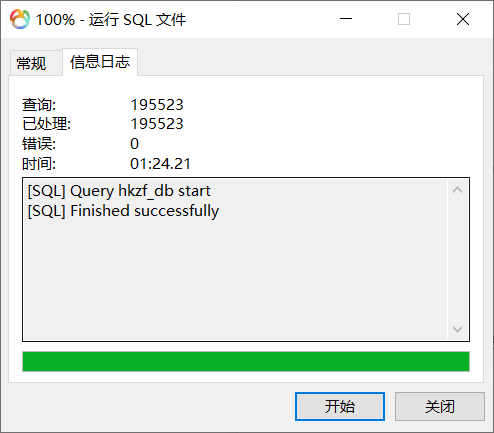 100% - 运行 SQL 文件
常规 信息日志
查询: 195523
已处理: 195523
错误: 0
时间: 01:24.21
[SQL] Query hkzf_db start
[SQL] Finished successfully
开始 关闭